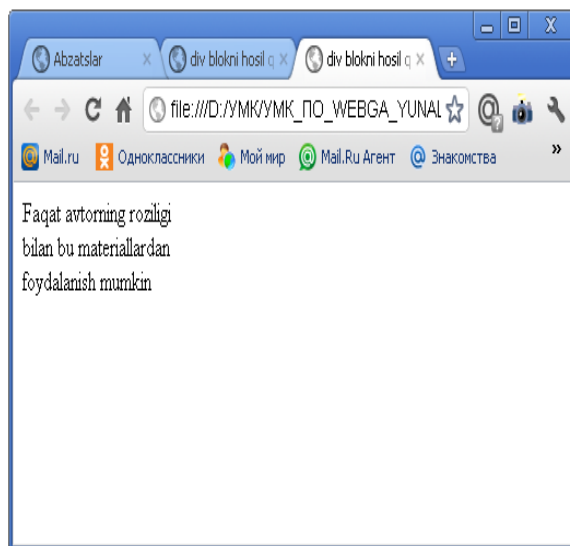 Abzatslar
div blokni hosil q
div blokni hosil q
file:///D:/УМК/УМК_ПО_WEBGA_YUNAL
Mail.ru Одноклассники Мой мир Mail.Ru Агент Знакомства »
Faqat avtorning roziligi
bilan bu materiallardan
foydalanish mumkin